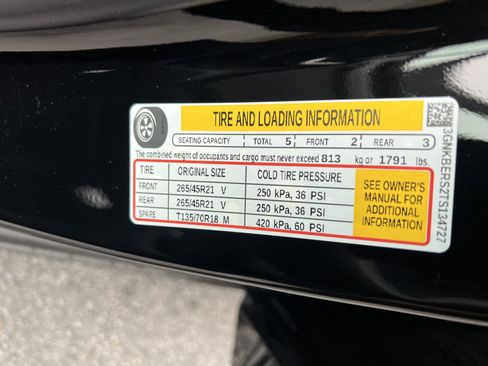 TIRE AND LOADING INFORMATION
SEATING CAPACITY TOTAL 5 FRONT 2 REAR 3
The combined weight of occupants and cargo must never exceed 813 kg or 1791 lbs.
TIRE ORIGINAL SIZE COLD TIRE PRESSURE
FRONT 265/45R21 V 250 kPa, 36 PSI
REAR 265/45R21 V 250 kPa, 36 PSI
SPARE T135/70R18 M 420 kPa, 60 PSI
SEE OWNER'S
MANUAL FOR
ADDITIONAL
INFORMATION
3GNKBERS2TS134727